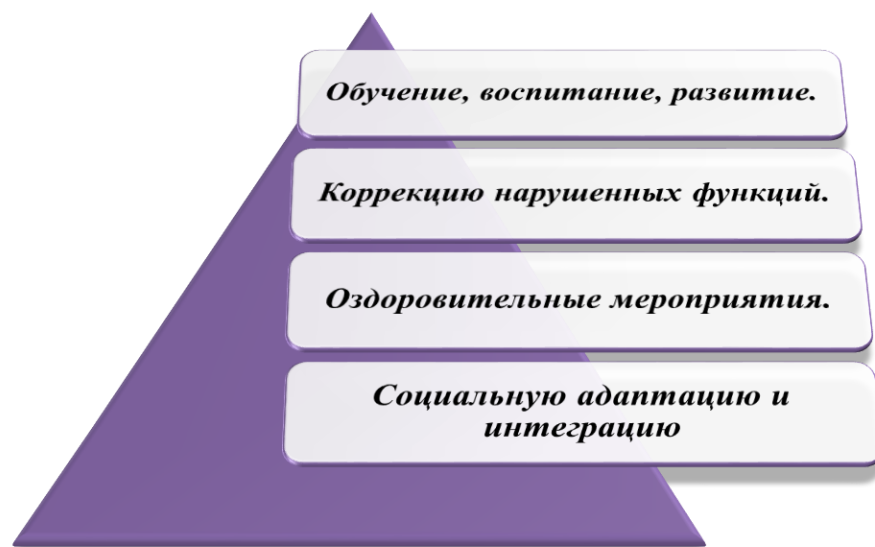 Обучение, воспитание, развитие.
Коррекцию нарушенных функций.
Оздоровительные мероприятия.
Социальную адаптацию и
интеграцию